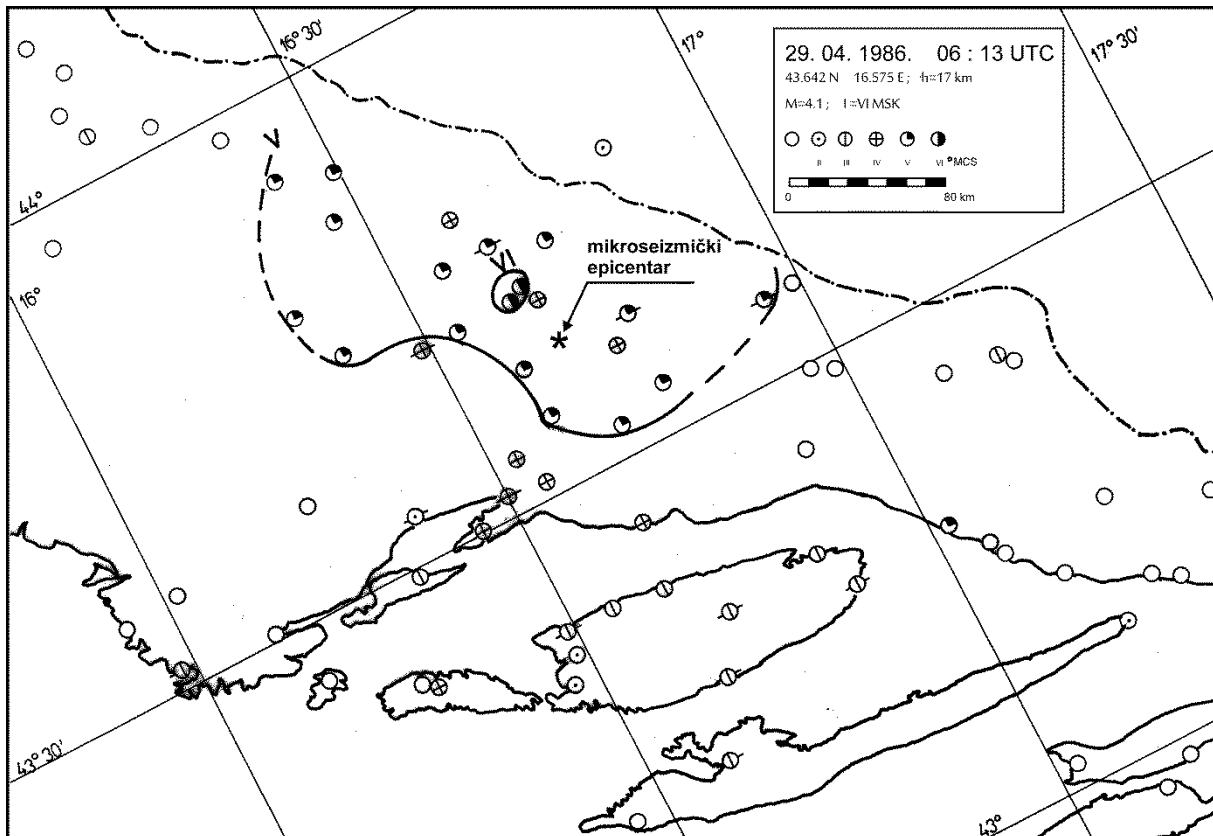 16° 30'
17°
17° 30'
29. 04. 1986. 06 : 13 UTC
43.642 N 16.575 E ; h=17 km
M=4.1 ; I=VI MSK
II III IV V VI °MCS
0 80 km
V
44°
mikroseizmički
epicentar
VI
16°
43° 30'
43°